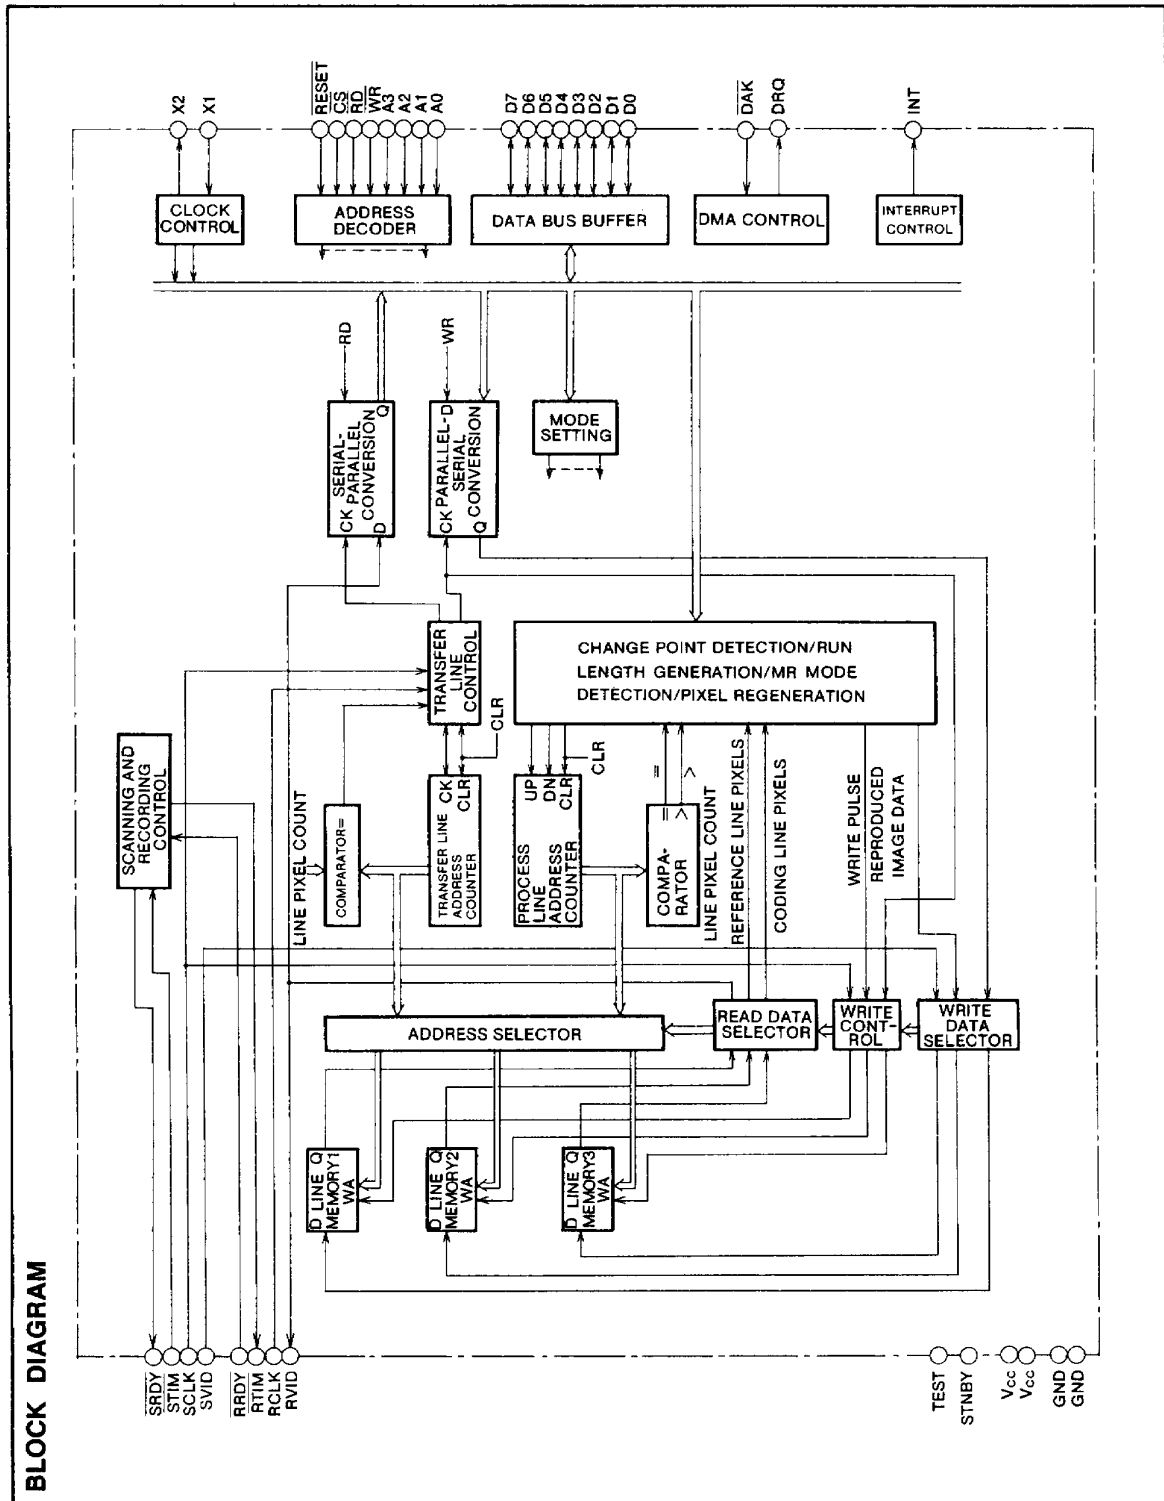 BLOCK DIAGRAM
X2
X1
RESET
CS
RD
WR
A3
A2
A1
A0
D7
D6
D5
D4
D3
D2
D1
D0
DAK
DRQ
INT
CLOCK
CONTROL
ADDRESS
DECODER
DATA BUS BUFFER
DMA CONTROL
INTERRUPT
CONTROL
RD
WR
CK SERIAL-
PARALLEL
CONVERSION
D
Q
CK PARALLEL-D
SERIAL
CONVERSION
Q
MODE
SETTING
TRANSFER
LINE
CONTROL
CHANGE POINT DETECTION/RUN
LENGTH GENERATION/MR MODE
DETECTION/PIXEL REGENERATION
SCANNING AND
RECORDING
CONTROL
LINE PIXEL COUNT
COMPARATOR=
CK
CLR
TRANSFER LINE
ADDRESS
COUNTER
CLR
UP
DN
CLR
PROCESS
LINE
ADDRESS
COUNTER
CLR
=
>
=
>
COMPA-
RATOR
LINE PIXEL COUNT
REFERENCE LINE PIXELS
CODING LINE PIXELS
WRITE PULSE
REPRODUCED
IMAGE DATA
ADDRESS SELECTOR
READ DATA
SELECTOR
WRITE
CONT-
ROL
WRITE
DATA
SELECTOR
D LINE Q
MEMORY1
WA
D LINE Q
MEMORY2
WA
D LINE Q
MEMORY3
WA
SRDY
STIM
SCLK
SVID
RRDY
RTIM
RCLK
RVID
TEST
STNBY
Vcc
Vcc
GND
GND